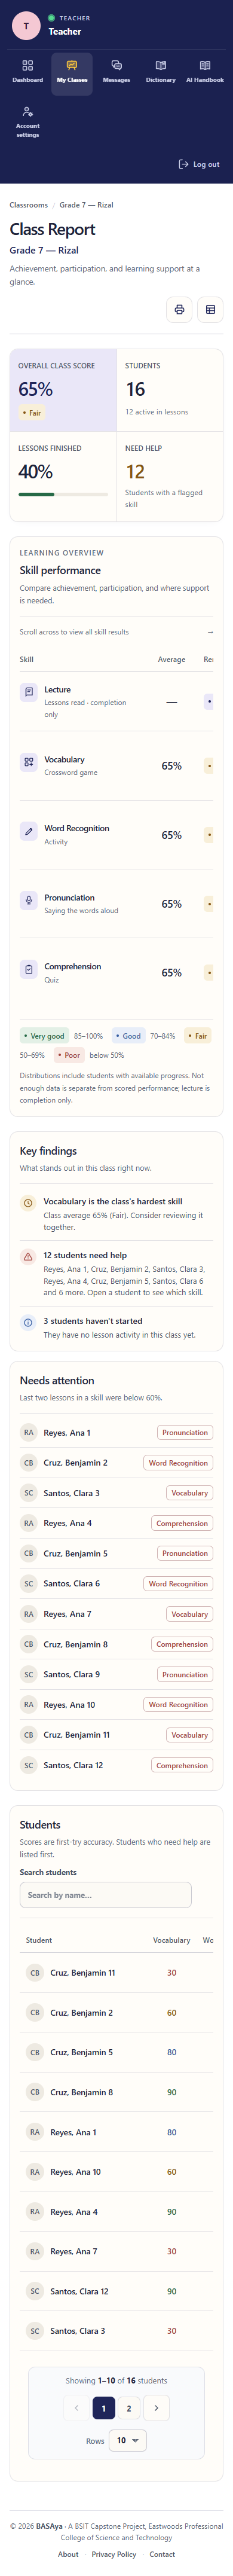 T
TEACHER
Teacher
Dashboard
My Classes
Messages
Dictionary
AI Handbook
Account
settings
Log out
Classrooms / Grade 7 — Rizal
Class Report
Grade 7 — Rizal
Achievement, participation, and learning support at a
glance.
OVERALL CLASS SCORE
65%
• Fair
STUDENTS
16
12 active in lessons
LESSONS FINISHED
40%
NEED HELP
12
Students with a flagged
skill
LEARNING OVERVIEW
Skill performance
Compare achievement, participation, and where support
is needed.
Scroll across to view all skill results →
Skill Average Res
Lecture
Lessons read · completion
only
—
Vocabulary
Crossword game
65%
Word Recognition
Activity
65%
Pronunciation
Saying the words aloud
65%
Comprehension
Quiz
65%
• Very good 85–100% • Good 70–84% • Fair
50–69% • Poor below 50%
Distributions include students with available progress. Not
enough data is separate from scored performance; lecture is
completion only.
Key findings
What stands out in this class right now.
Vocabulary is the class's hardest skill
Class average 65% (Fair). Consider reviewing it
together.
12 students need help
Reyes, Ana 1, Cruz, Benjamin 2, Santos, Clara 3,
Reyes, Ana 4, Cruz, Benjamin 5, Santos, Clara 6
and 6 more. Open a student to see which skill.
3 students haven't started
They have no lesson activity in this class yet.
Needs attention
Last two lessons in a skill were below 60%.
RA Reyes, Ana 1 Pronunciation
CB Cruz, Benjamin 2 Word Recognition
SC Santos, Clara 3 Vocabulary
RA Reyes, Ana 4 Comprehension
CB Cruz, Benjamin 5 Pronunciation
SC Santos, Clara 6 Word Recognition
RA Reyes, Ana 7 Vocabulary
CB Cruz, Benjamin 8 Comprehension
SC Santos, Clara 9 Pronunciation
RA Reyes, Ana 10 Word Recognition
CB Cruz, Benjamin 11 Vocabulary
SC Santos, Clara 12 Comprehension
Students
Scores are first-try accuracy. Students who need help are
listed first.
Search students
Search by name...
Student Vocabulary Wo
CB Cruz, Benjamin 11 30
CB Cruz, Benjamin 2 60
CB Cruz, Benjamin 5 80
CB Cruz, Benjamin 8 90
RA Reyes, Ana 1 80
RA Reyes, Ana 10 60
RA Reyes, Ana 4 90
RA Reyes, Ana 7 30
SC Santos, Clara 12 90
SC Santos, Clara 3 30
Showing 1–10 of 16 students
‹ 1 2 ›
Rows 10
© 2026 BASAya · A BSIT Capstone Project, Eastwoods Professional
College of Science and Technology
About · Privacy Policy · Contact